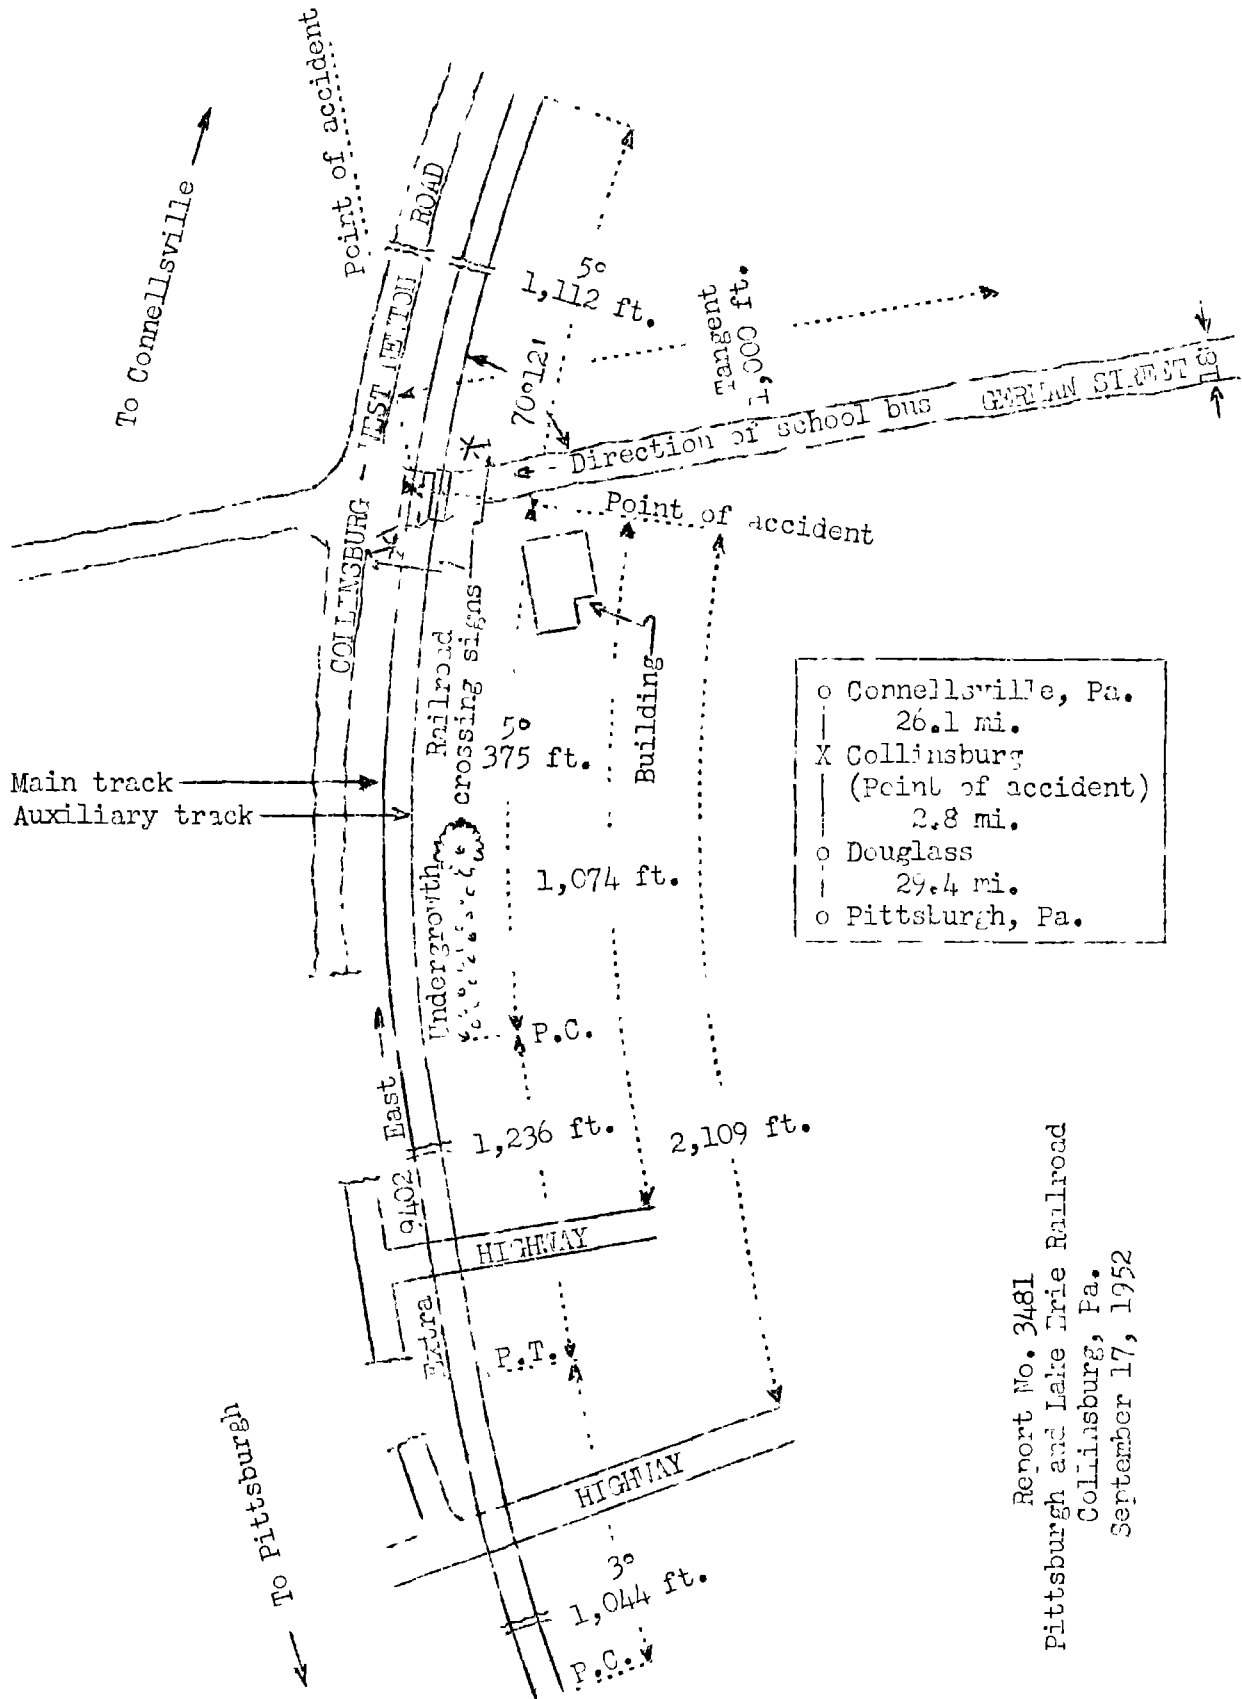 Point of accident
To Connellsville
COLLINSBURG - WEST NEWTON ROAD
5°
1,112 ft.
70°12'
Tangent
1,000 ft.
Direction of school bus
GERMAN STREET
Point of accident
Railroad
crossing signs
5°
375 ft.
Building
Main track
Auxiliary track
Undergrowth
1,074 ft.
P.C.
Connellsville, Pa.
26.1 mi.
X Collinsburg
(Point of accident)
2.8 mi.
Douglass
29.4 mi.
Pittsburgh, Pa.
1,236 ft.
2,109 ft.
Extra 9402 East
HIGHWAY
P.T.
HIGHWAY
To Pittsburgh
3°
1,044 ft.
P.C.
Report No. 3481
Pittsburgh and Lake Erie Railroad
Collinsburg, Pa.
September 17, 1952